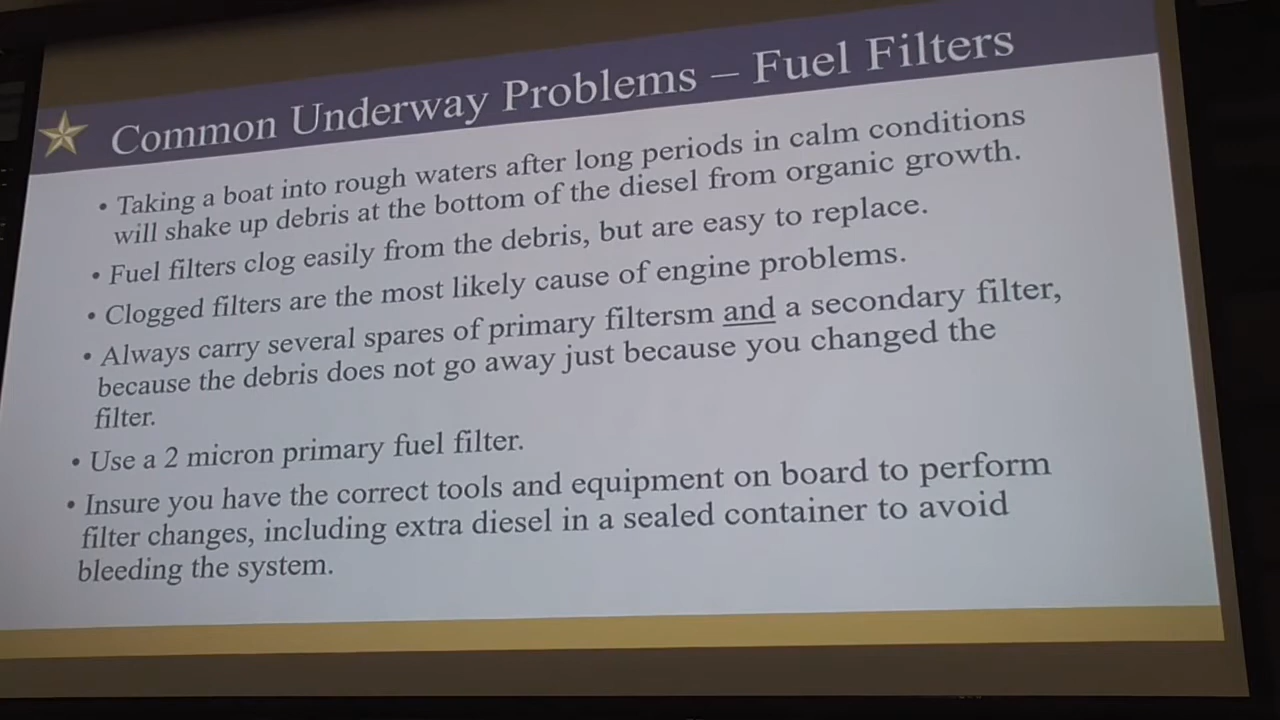 Common Underway Problems – Fuel Filters
• Taking a boat into rough waters after long periods in calm conditions
will shake up debris at the bottom of the diesel from organic growth.
• Fuel filters clog easily from the debris, but are easy to replace.
• Clogged filters are the most likely cause of engine problems.
• Always carry several spares of primary filtersm and a secondary filter,
because the debris does not go away just because you changed the
filter.
• Use a 2 micron primary fuel filter.
• Insure you have the correct tools and equipment on board to perform
filter changes, including extra diesel in a sealed container to avoid
bleeding the system.